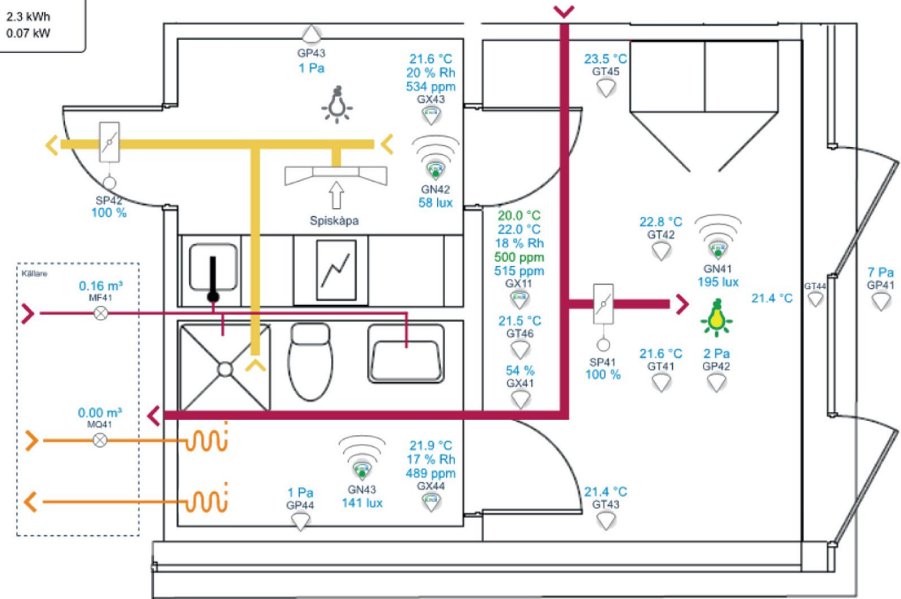 2.3 kWh
0.07 kW
GP43
1 Pa
21.6 °C
20 % Rh
534 ppm
GX43
23.5 °C
GT45
SP42
100 %
Spiskåpa
GN42
58 lux
20.0 °C
22.0 °C
18 % Rh
500 ppm
515 ppm
GX11
22.8 °C
GT42
GN41
195 lux
Källare
0.16 m³
MF41
21.4 °C
GT44
7 Pa
GP41
21.5 °C
GT46
SP41
100 %
21.6 °C
GT41
2 Pa
GP42
54 %
GX41
0.00 m³
MQ41
GN43
141 lux
21.9 °C
17 % Rh
489 ppm
GX44
1 Pa
GP44
21.4 °C
GT43